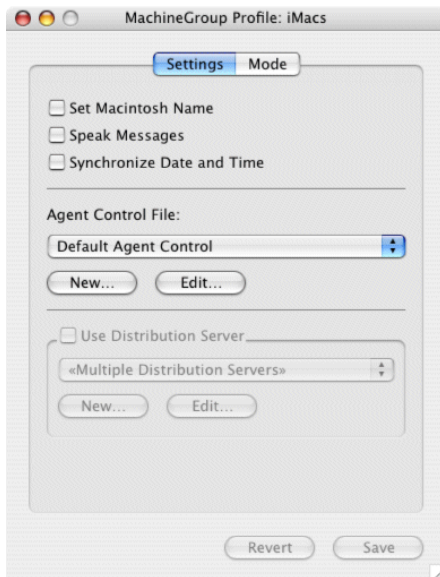 MachineGroup Profile: iMacs
Settings Mode
Set Macintosh Name
Speak Messages
Synchronize Date and Time
Agent Control File:
Default Agent Control
New... Edit...
Use Distribution Server
«Multiple Distribution Servers»
New... Edit...
Revert Save